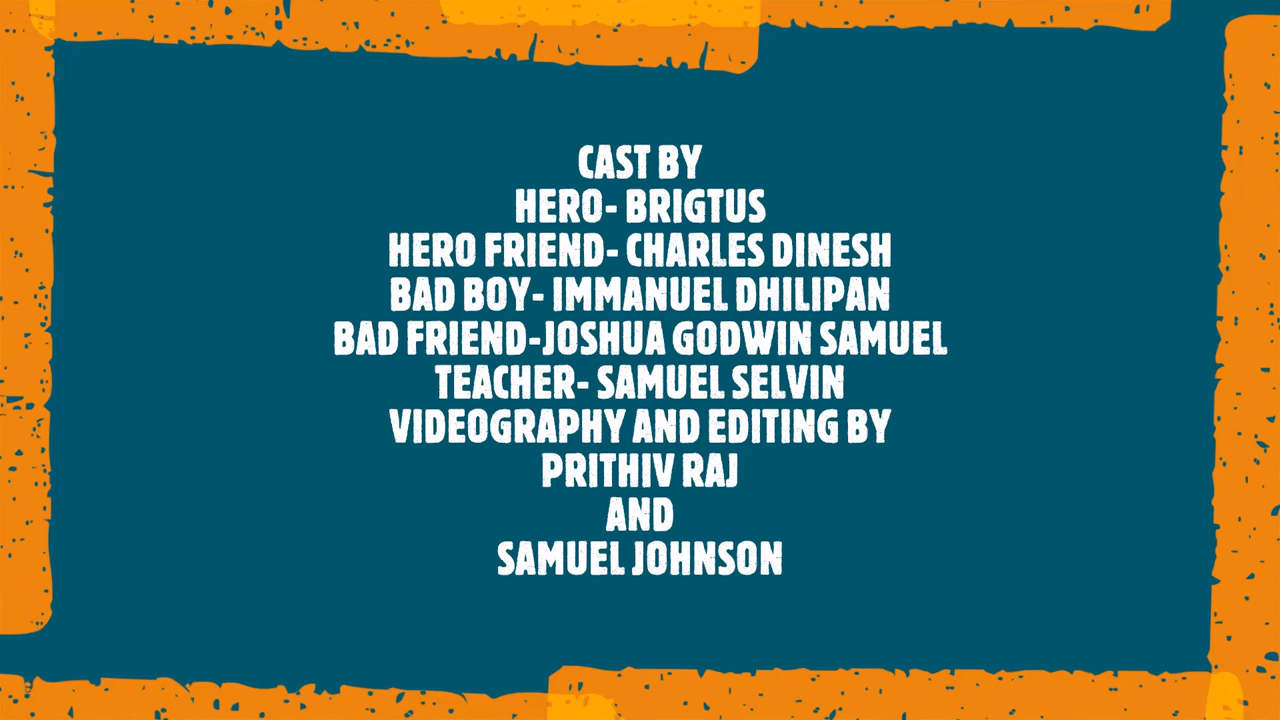 CAST BY
HERO- BRIGTUS
HERO FRIEND- CHARLES DINESH
BAD BOY- IMMANUEL DHILIPAN
BAD FRIEND-JOSHUA GODWIN SAMUEL
TEACHER- SAMUEL SELVIN
VIDEOGRAPHY AND EDITING BY
PRITHIV RAJ
AND
SAMUEL JOHNSON